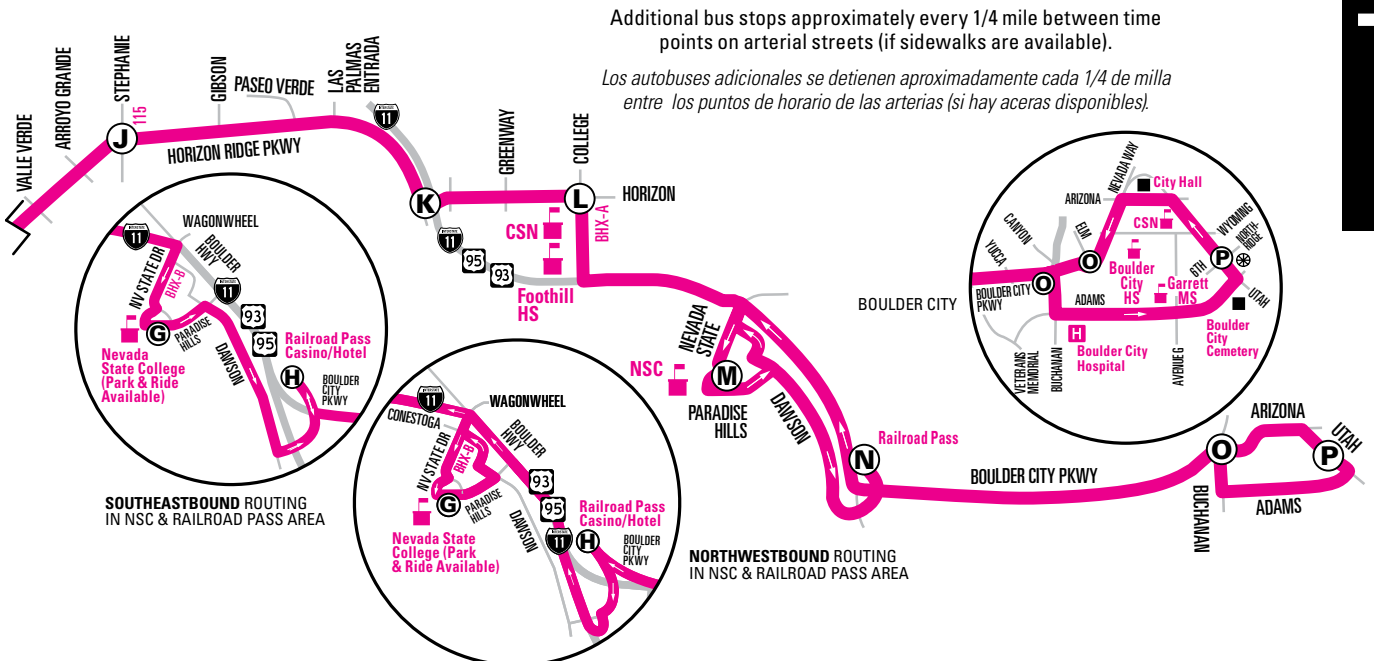 Additional bus stops approximately every 1/4 mile between time
points on arterial streets (if sidewalks are available).
Los autobuses adicionales se detienen aproximadamente cada 1/4 de milla
entre los puntos de horario de las arterias (si hay aceras disponibles).
VALLE VERDE
ARROYO GRANDE
STEPHANIE
115
J
GIBSON
PASEO VERDE
LAS
PALMAS
ENTRADA
INTERSTATE
11
HORIZON RIDGE PKWY
K
GREENWAY
COLLEGE
L
HORIZON
BHX-A
CSN
11
95
93
Foothill
HS
NEVADA
STATE
NSC
M
PARADISE
HILLS
DAWSON
Railroad Pass
N
BOULDER CITY PKWY
O
BUCHANAN
ARIZONA
UTAH
P
ADAMS
BOULDER CITY
NEVADA WAY
City Hall
ARIZONA
CSN
WYOMING
NORTH-
RIDGE
CANYON
ELM
YUCCA
O
O
P
6TH
BOULDER CITY
PKWY
Boulder
City
HS
Garrett
MS
UTAH
ADAMS
H
Boulder City
Hospital
Boulder
City
Cemetery
VETERANS
MEMORIAL
BUCHANAN
AVENUE G
WAGONWHEEL
INTERSTATE
11
BOULDER
HWY
NV STATE DR
BHX-B
INTERSTATE
11
93
95
G
PARADISE
HILLS
Nevada
State College
(Park & Ride
Available)
DAWSON
Railroad Pass
Casino/Hotel
H
BOULDER
CITY
PKWY
SOUTHEASTBOUND ROUTING
IN NSC & RAILROAD PASS AREA
INTERSTATE
11
WAGONWHEEL
CONESTOGA
BOULDER
HWY
NV STATE DR
BHX-B
93
95
G
PARADISE
HILLS
Nevada State
College (Park
& Ride Available)
DAWSON
INTERSTATE
11
Railroad Pass
Casino/Hotel
H
BOULDER
CITY
PKWY
NORTHWESTBOUND ROUTING
IN NSC & RAILROAD PASS AREA